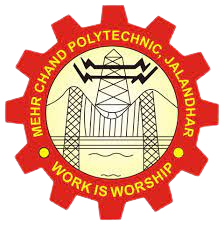 MEHR CHAND POLYTECHNIC, JALANDHAR
WORK IS WORSHIP